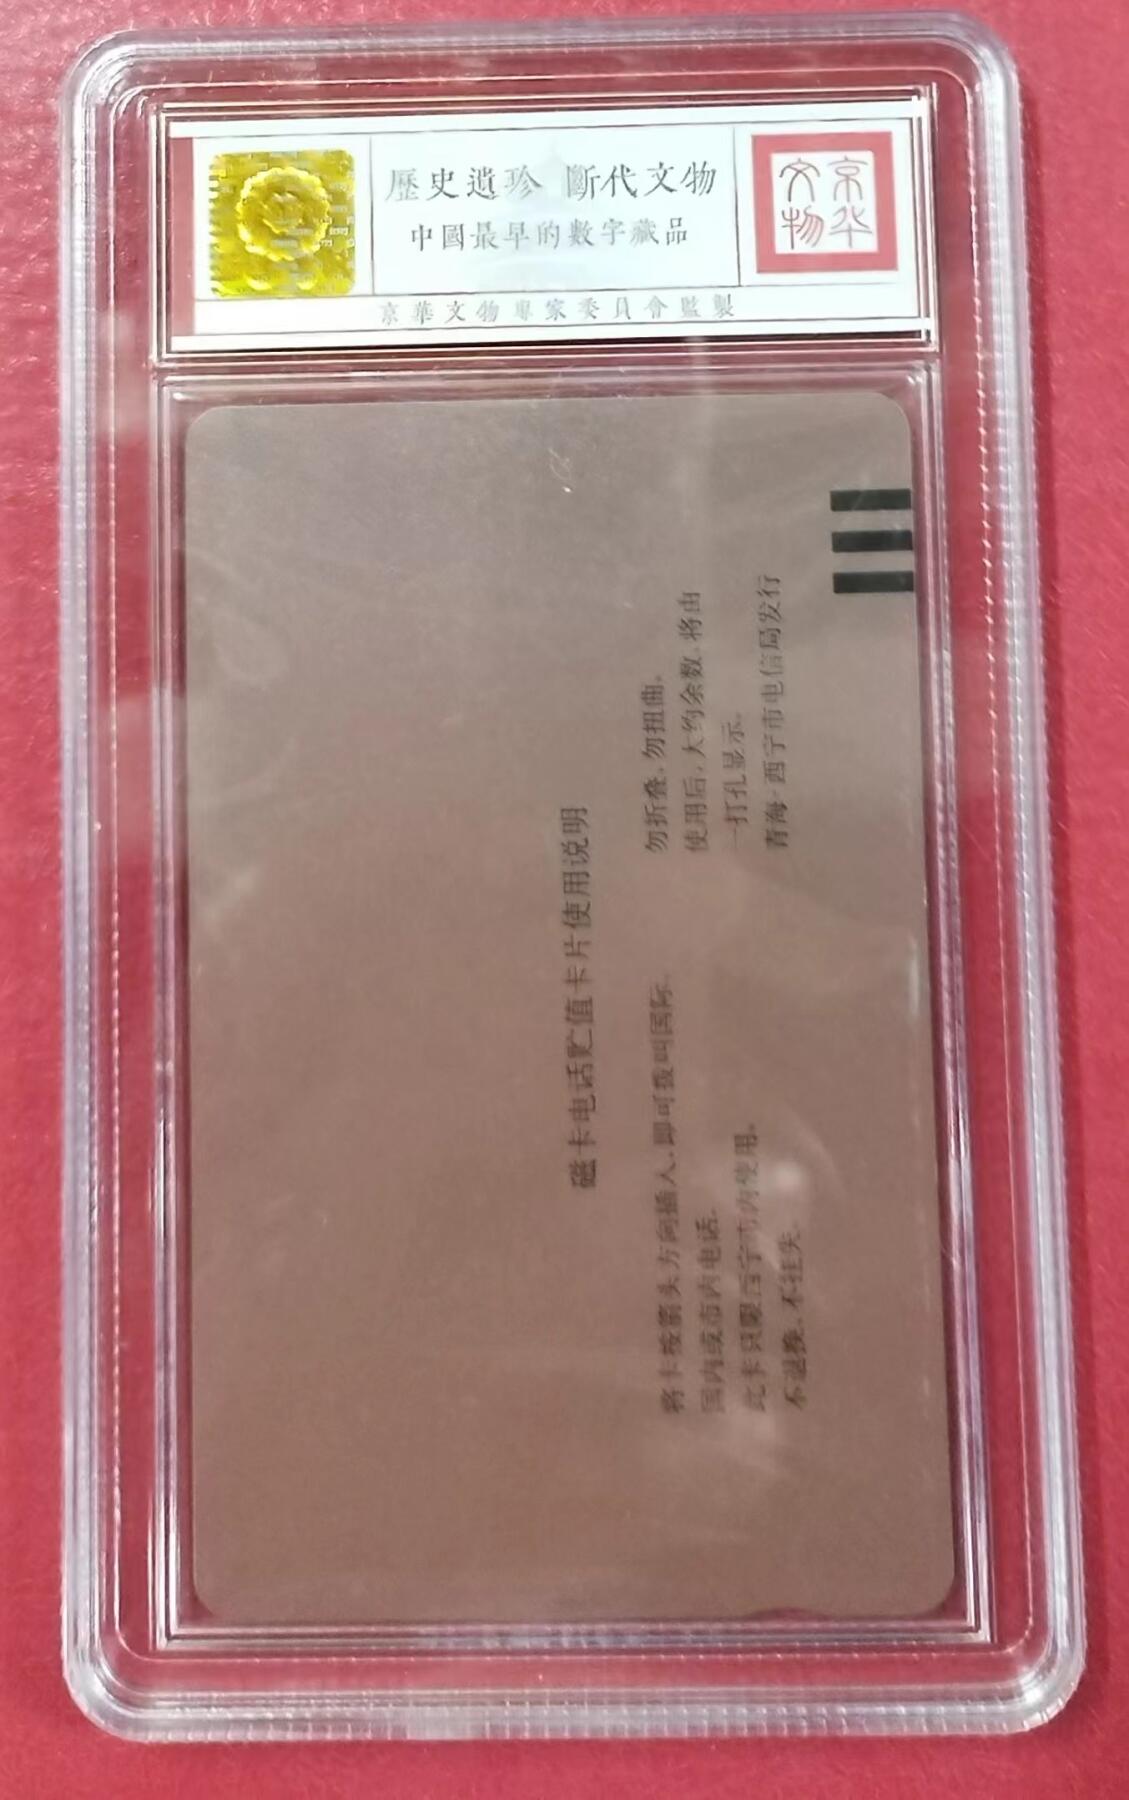 歷史遺珍 斷代文物
中國最早的數字藏品
京华
文物
京華文物專家委員會監製
磁卡电话贮值卡片使用说明
将卡按箭头方向插入，即可拨叫国际、
国内或市内电话。
此卡只限西宁市内使用。
不退换、不挂失。
勿折叠、勿扭曲。
使用后，大约余数、将由
一打孔显示。
青海·西宁市电信局发行